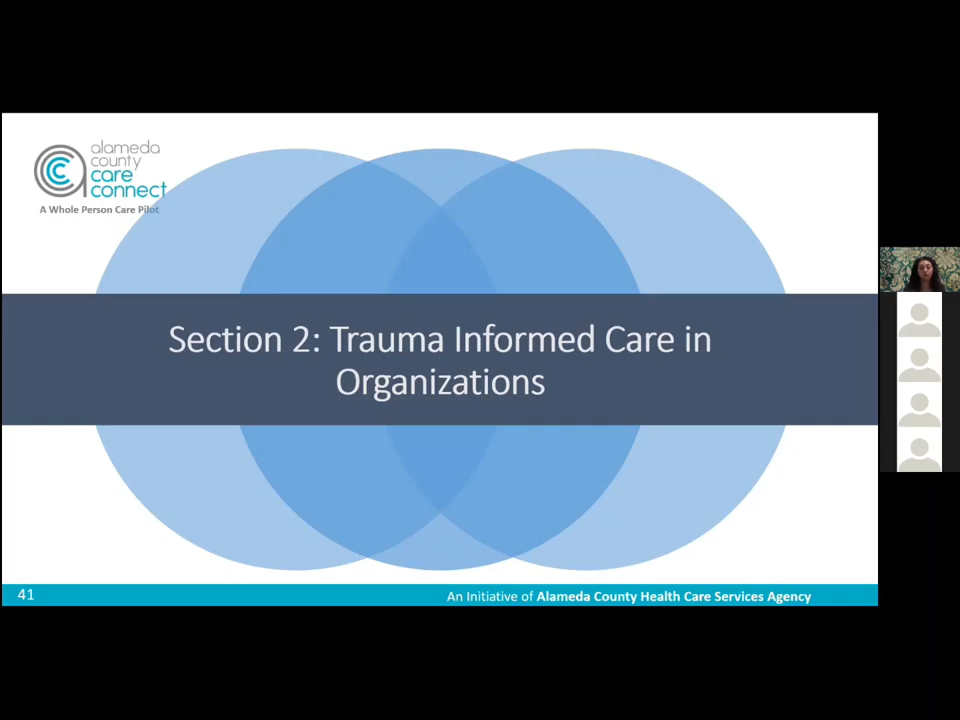 alameda
county
care
connect
A Whole Person Care Pilot
Section 2: Trauma Informed Care in
Organizations
41
An Initiative of Alameda County Health Care Services Agency